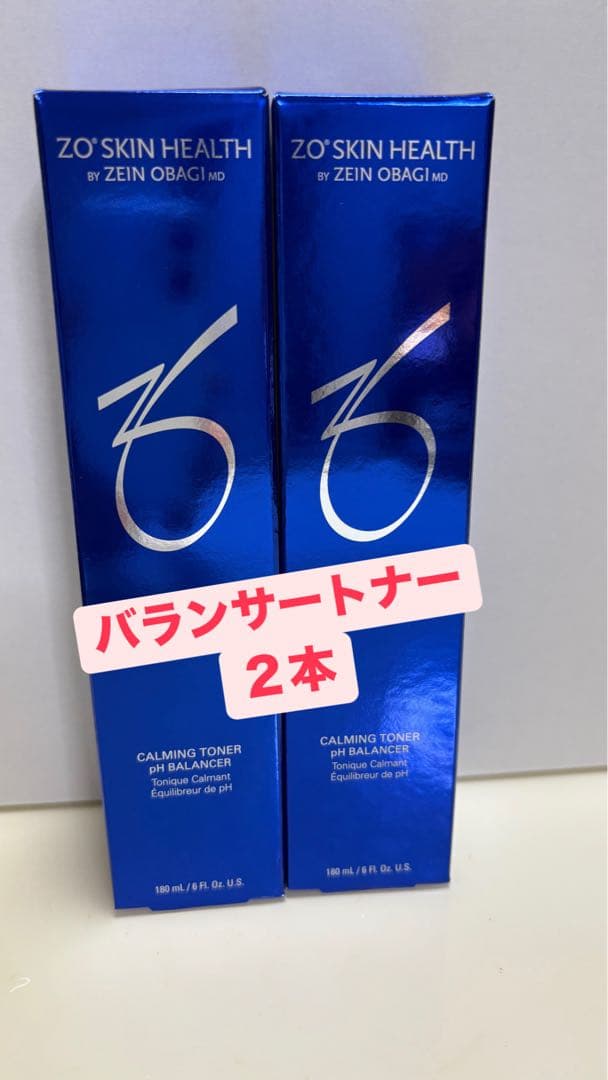 ZO® SKIN HEALTH
BY ZEIN OBAGI MD
CALMING TONER
pH BALANCER
Tonique Calmant
Équilibreur de pH
180 mL / 6 Fl. Oz. U.S.
ZO® SKIN HEALTH
BY ZEIN OBAGI MD
CALMING TONER
pH BALANCER
Tonique Calmant
Équilibreur de pH
180 mL / 6 Fl. Oz. U.S.
バランサートナー
２本